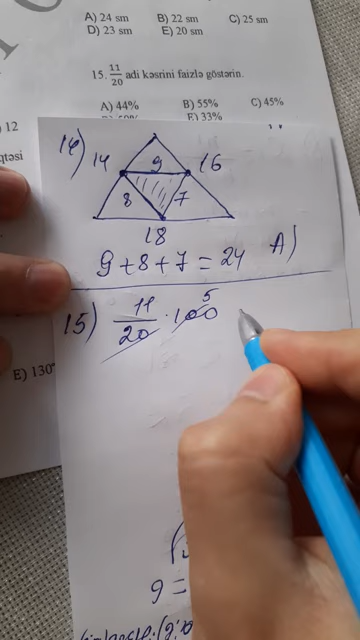 A) 24 sm B) 22 sm C) 25 sm
D) 23 sm E) 20 sm
15. 11/20 adi kəsrini faizlə göstərin.
A) 44% B) 55% C) 45%
E) 33%
12
qtəsi
14) 14 9 16
8 7
18
9+8+7=24 A)
15) 11/20 · 100 5
E) 130°
9 =